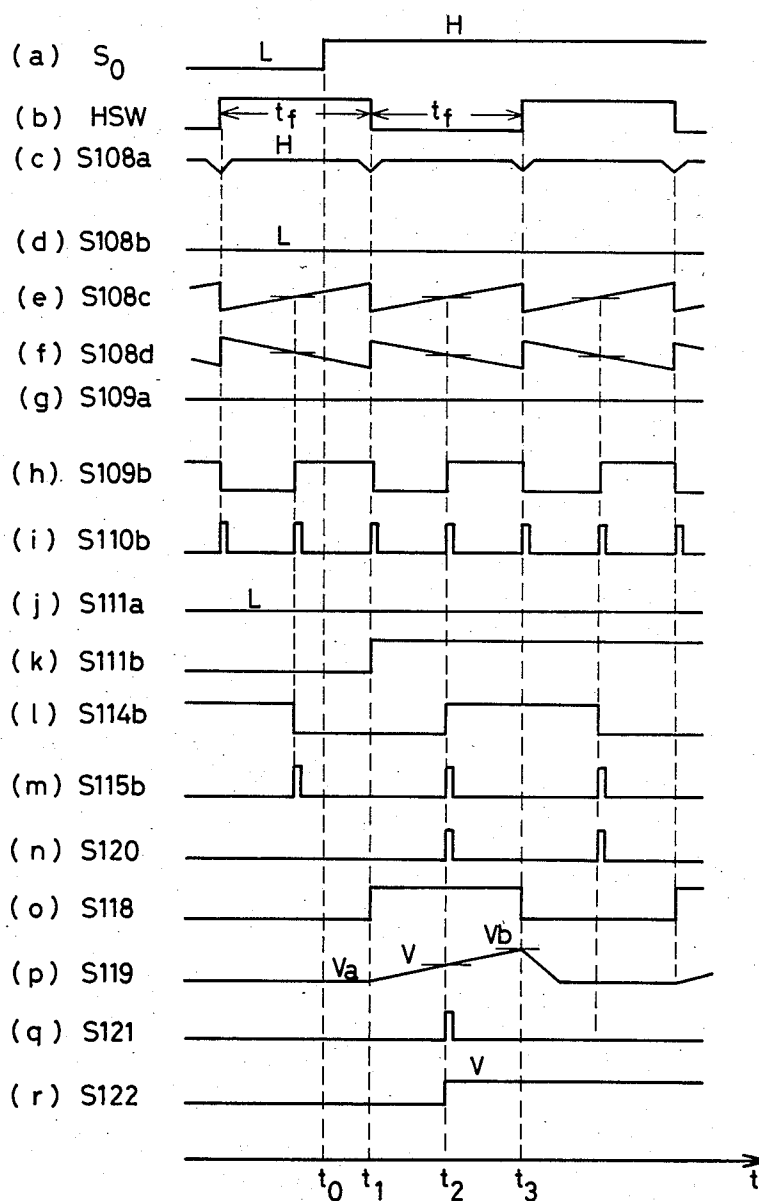 (a) S0 L H
(b) HSW tf tf
(c) S108a H
(d) S108b L
(e) S108c
(f) S108d
(g) S109a
(h) S109b
(i) S110b
(j) S111a L
(k) S111b
(l) S114b
(m) S115b
(n) S120
(o) S118
(p) S119 Va V Vb
(q) S121
(r) S122 V
t0 t1 t2 t3 t